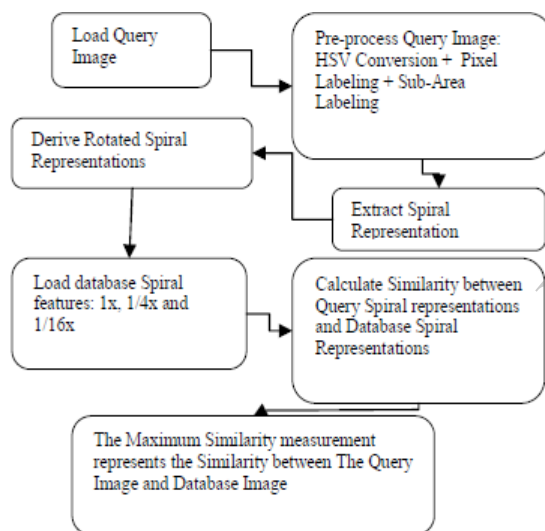 Load Query
Image
Pre-process Query Image:
HSV Conversion + Pixel
Labeling + Sub-Area
Labeling
Derive Rotated Spiral
Representations
Extract Spiral
Representation
Load database Spiral
features: 1x, 1/4x and
1/16x
Calculate Similarity between
Query Spiral representations
and Database Spiral
Representations
The Maximum Similarity measurement
represents the Similarity between The Query
Image and Database Image